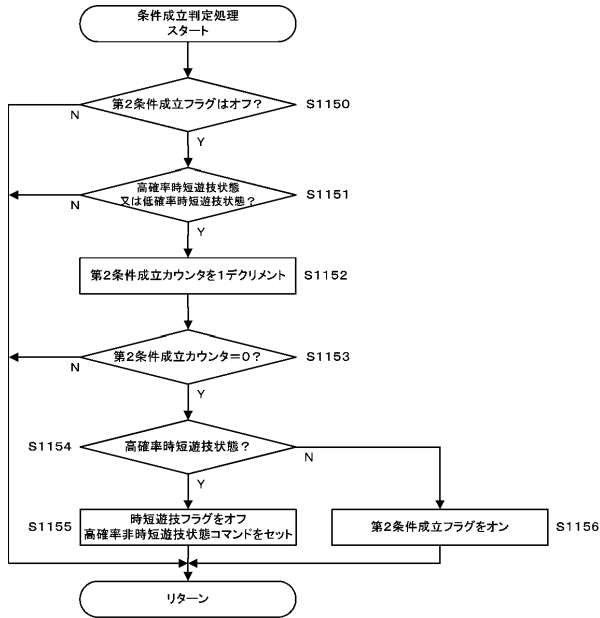 条件成立判定処理
スタート
第2条件成立フラグはオフ?
S1150
N
Y
高確率時短遊技状態
又は低確率時短遊技状態?
S1151
N
Y
第2条件成立カウンタを1デクリメント
S1152
第2条件成立カウンター=0?
S1153
N
Y
S1154
高確率時短遊技状態?
N
Y
S1155
時短遊技フラグをオフ
高確率非時短遊技状態コマンドをセット
第2条件成立フラグをオン
S1156
リターン